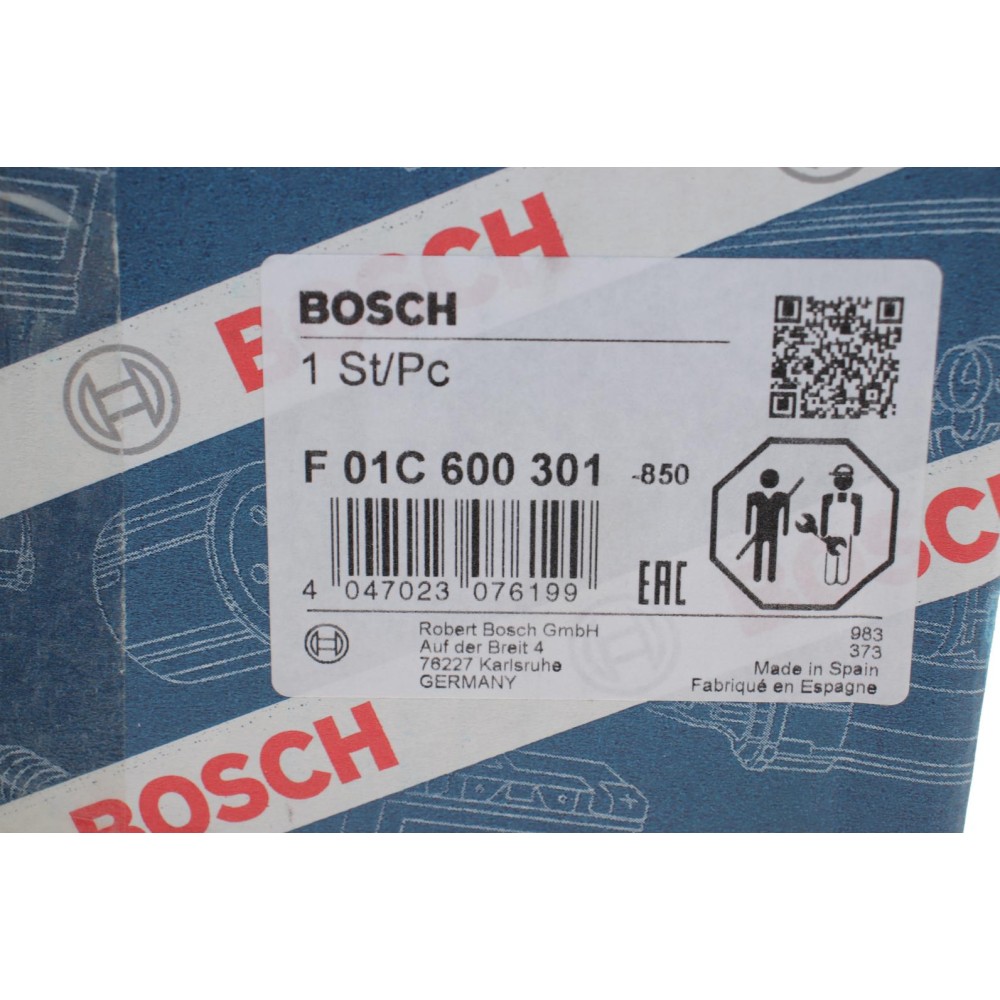 BOSCH
BOSCH
1 St/Pc
F 01C 600 301 -850
4 047023 076199
EAC
Robert Bosch GmbH
Auf der Breit 4
76227 Karlsruhe
GERMANY
983
373
Made in Spain
Fabriqué en Espagne
BOSCH
BOSCH